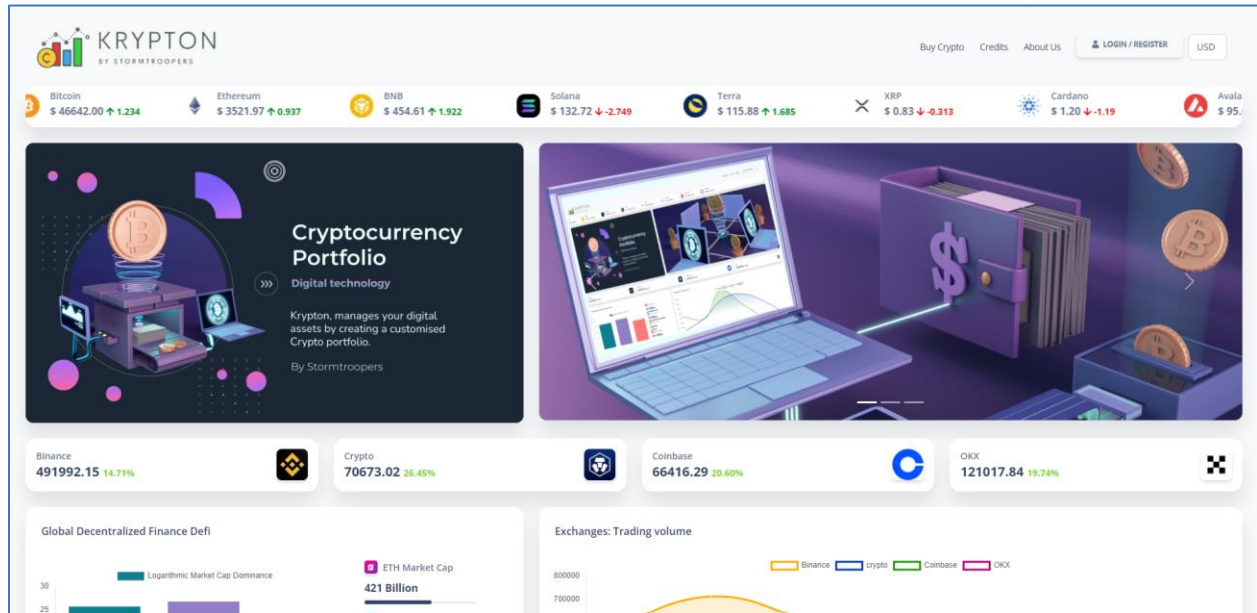 KRYPTON
BY STORMTROOPERS
Buy Crypto Credits About Us LOGIN / REGISTER USD
Bitcoin
$ 46642.00 ↑ 1.234
Ethereum
$ 3521.97 ↑ 0.937
BNB
$ 454.61 ↑ 1.922
Solana
$ 132.72 ↓ -2.749
Terra
$ 115.88 ↑ 1.685
XRP
$ 0.83 ↓ -0.313
Cardano
$ 1.20 ↓ -1.19
Avala
$ 95.
Cryptocurrency
Portfolio
Digital technology
Krypton, manages your digital
assets by creating a customised
Crypto portfolio.
By Stormtroopers
Binance
491992.15 14.71%
Crypto
70673.02 26.45%
Coinbase
66416.29 20.60%
OKX
121017.84 19.74%
Global Decentralized Finance Defi
Logarithmic Market Cap Dominance
30
25
ETH Market Cap
421 Billion
Exchanges: Trading volume
Binance crypto Coinbase OKX
800000
700000